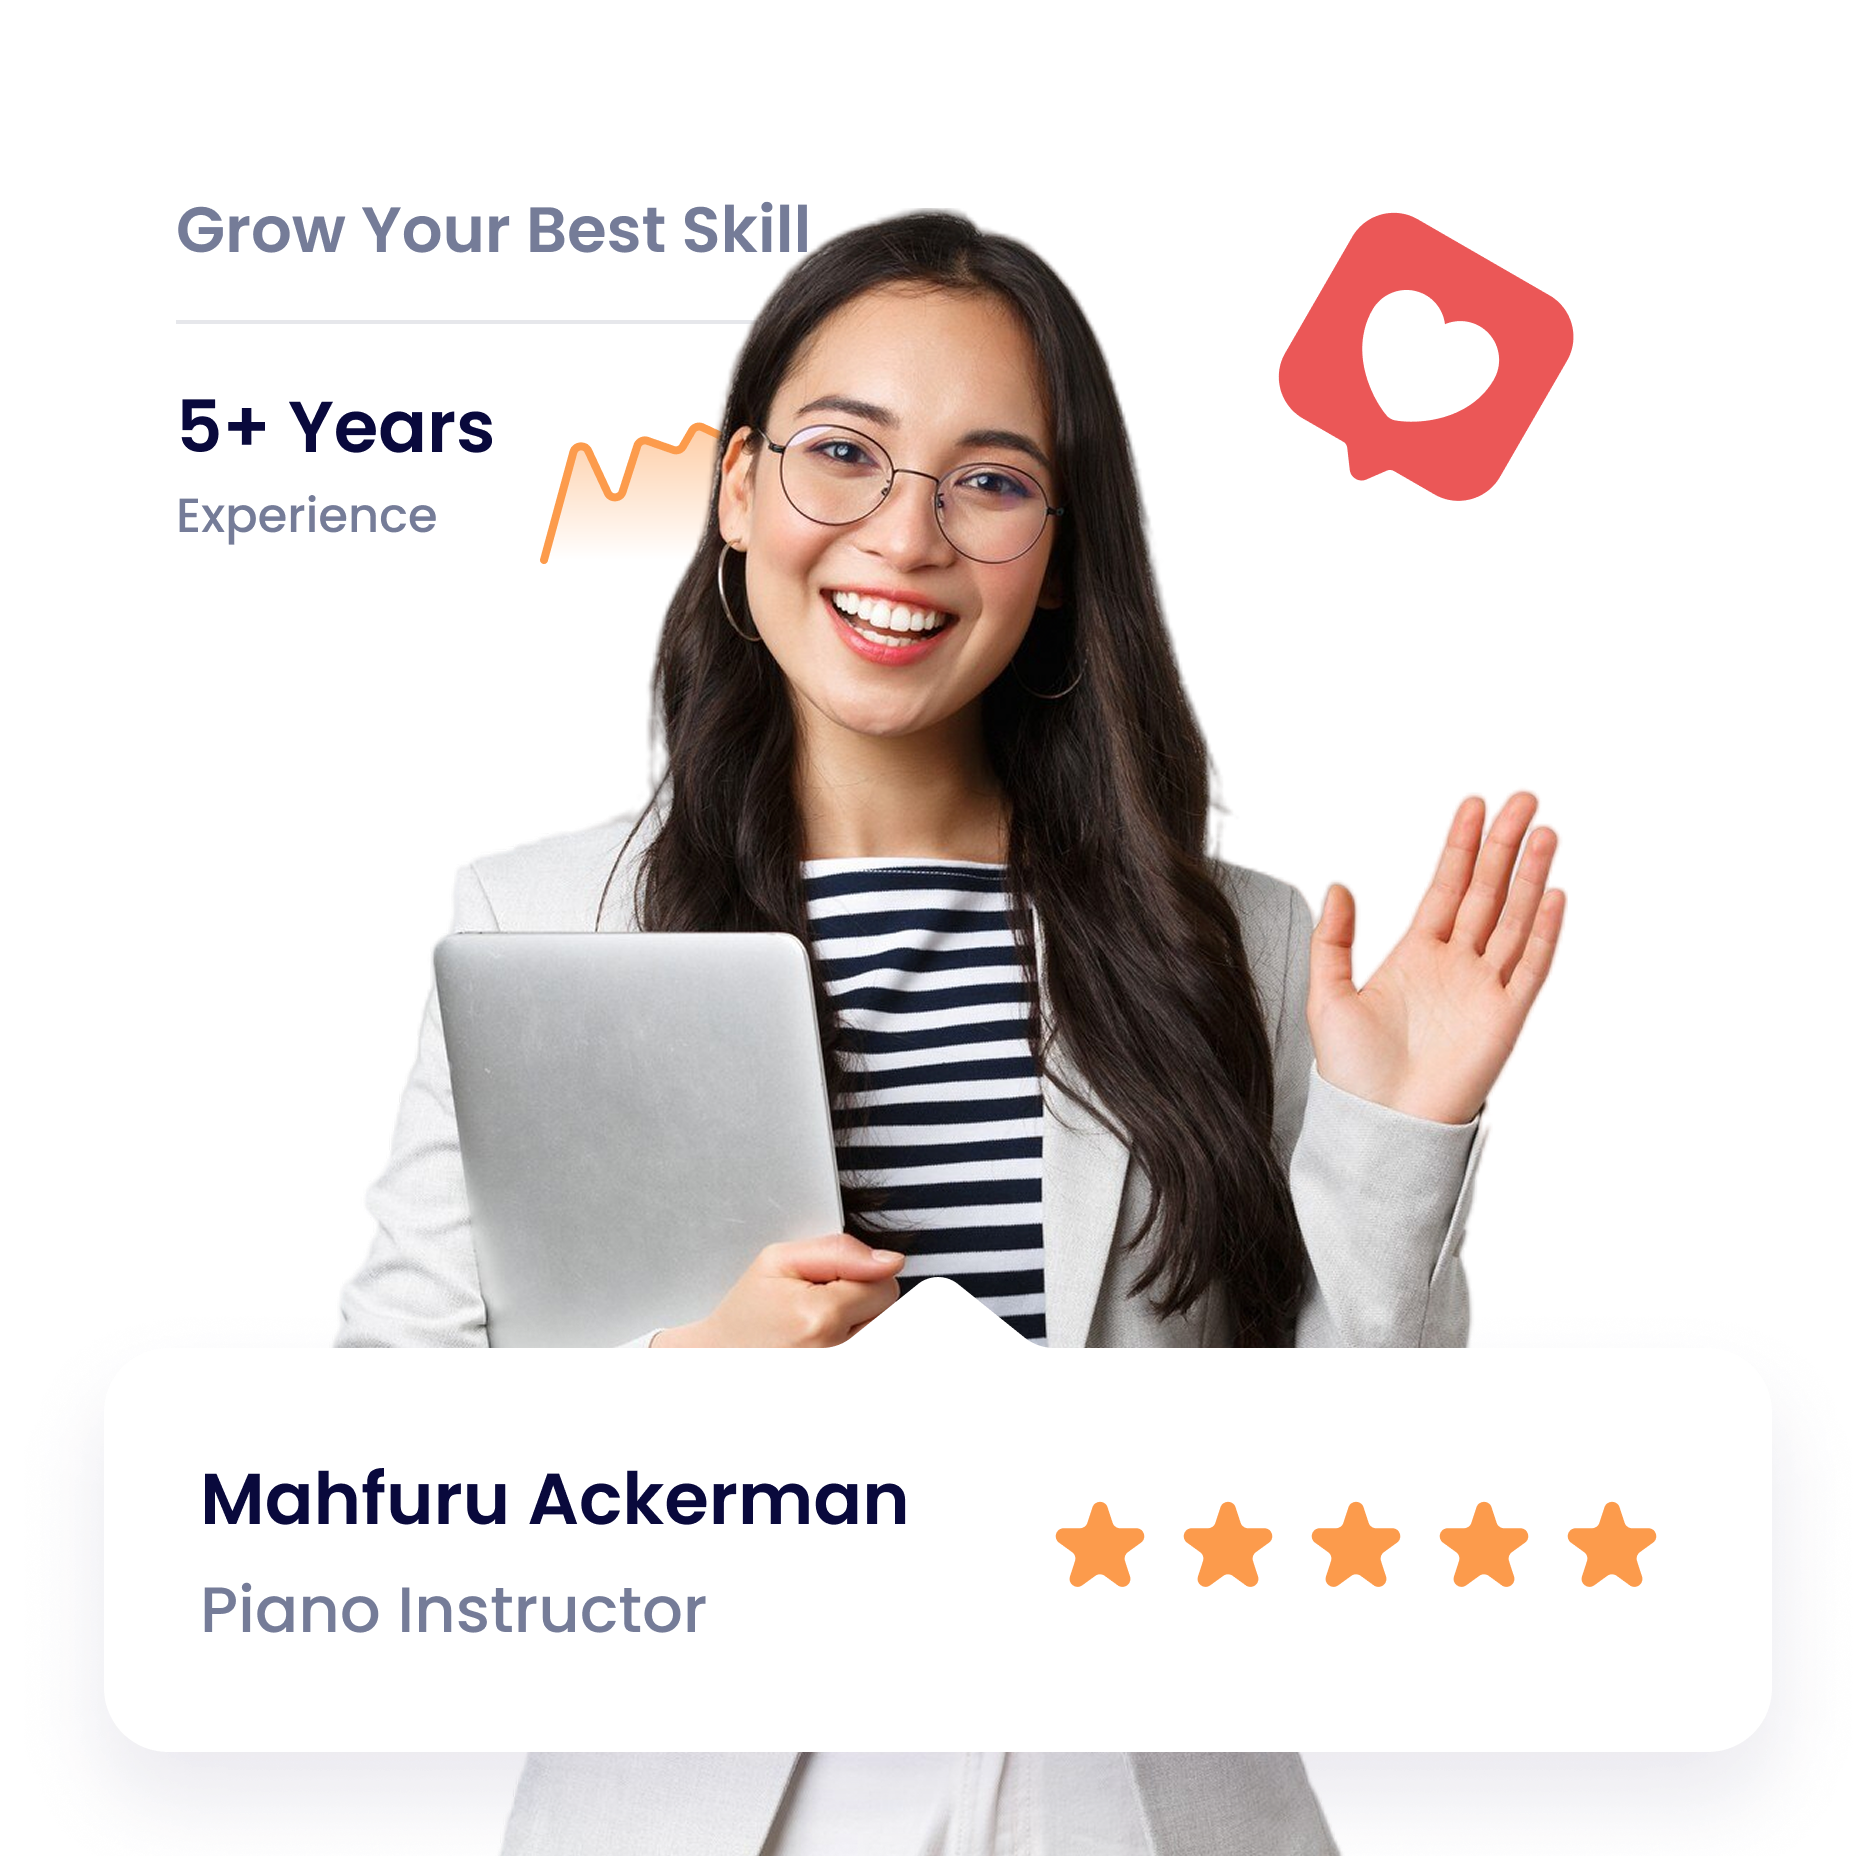 Grow Your Best Skill
5+ Years
Experience
Mahfuru Ackerman
Piano Instructor